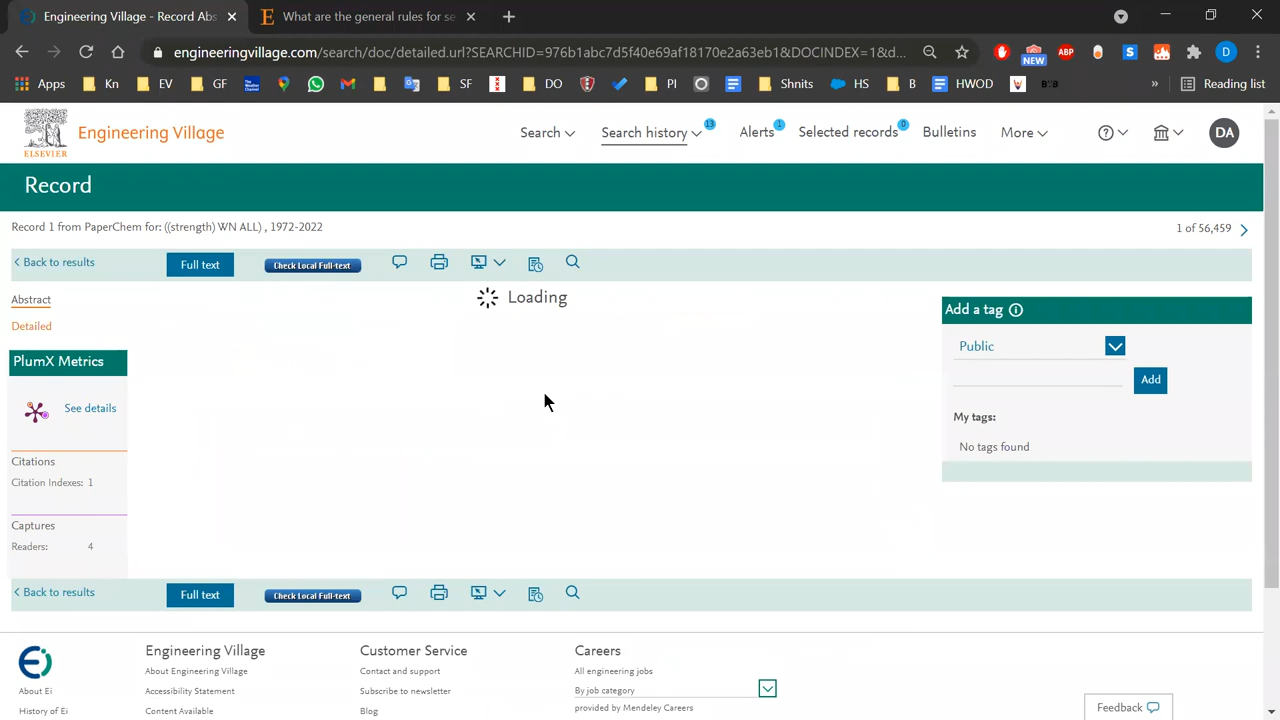 Engineering Village - Record Abs
What are the general rules for se
engineeringvillage.com/search/doc/detailed.url?SEARCHID=976b1abc7d5f40e69af18170e2a63eb1&DOCINDEX=1&d...
Apps Kn EV GF SF DO PI Shnits HS B HWOD Reading list
NEW
ABP
ELSEVIER
Engineering Village
Search Search history 13 Alerts 1 Selected records 0 Bulletins More DA
Record
Record 1 from PaperChem for: ((strength) WN ALL) , 1972-2022
1 of 56,459
Back to results Full text Check Local Full-text
Abstract
Loading
Detailed
Add a tag
PlumX Metrics
Public
See details
Add
My tags:
No tags found
Citations
Citation Indexes: 1
Captures
Readers: 4
Back to results Full text Check Local Full-text
Engineering Village Customer Service Careers
About Engineering Village Contact and support All engineering jobs
About Ei Accessibility Statement Subscribe to newsletter By job category
History of Ei Content Available Blog provided by Mendeley Careers
Feedback